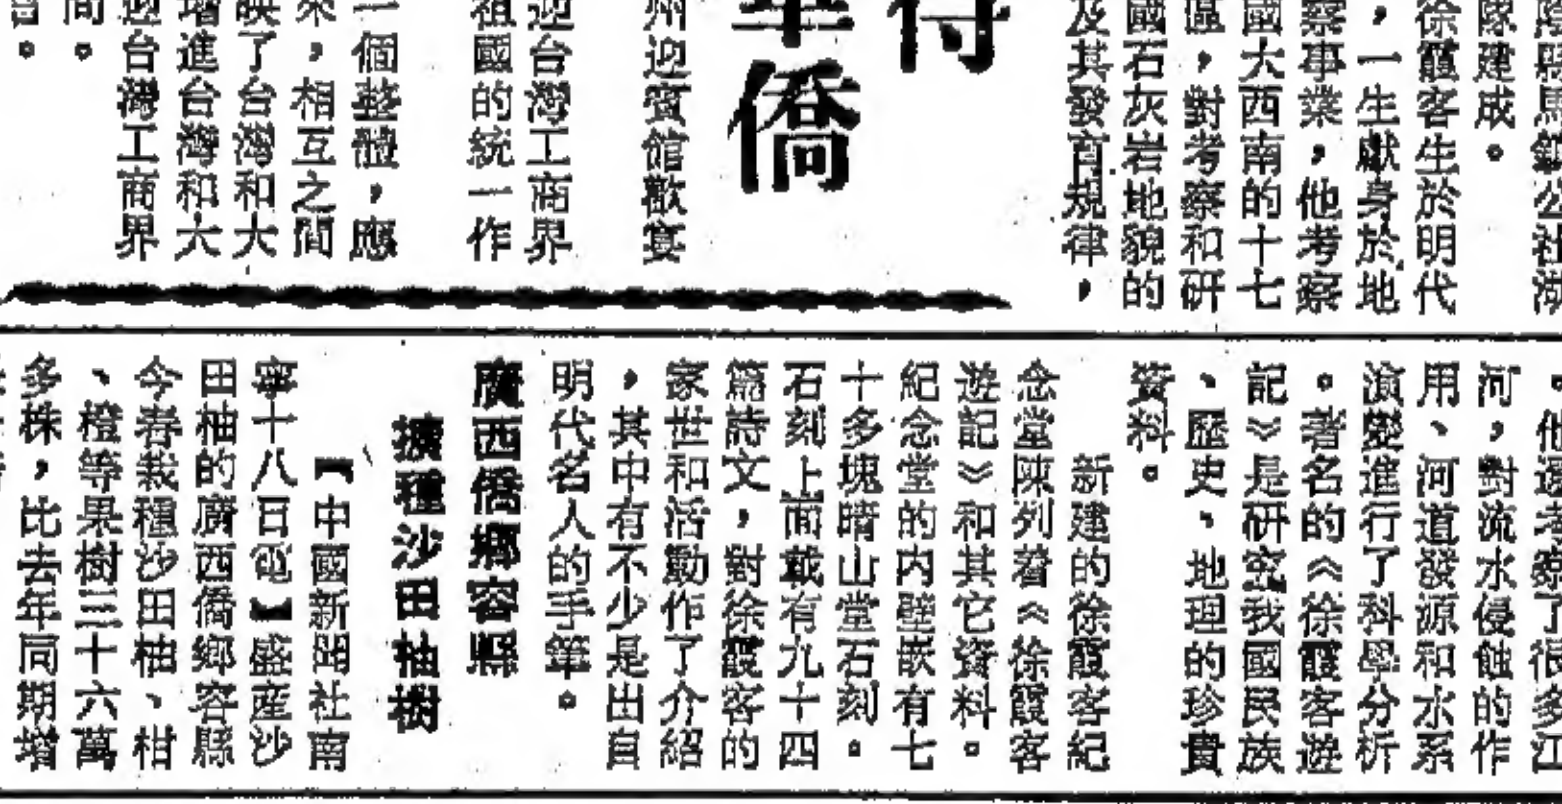 陰縣馬鎮公社湖
隊建成。
徐霞客生於明代
，一生獻身於地
察事業，他考察
國大西南的十七
區，對考察和研
國石灰岩地貌的
及其發育規律，
待
華僑
州迎賓館歡宴
迎台灣工商界
祖國的統一作
一個整體，應
來，相互之間
映了台灣和大
增進台灣和大
迎台灣工商界
間。
。
。他還考察了很多江
河，對流水侵蝕的作
用、河道發源和水系
演變進行了科學分析
。著名的《徐霞客遊
記》是研究我國民族
、歷史、地理的珍貴
資料。
新建的徐霞客紀
念堂陳列着《徐霞客
遊記》和其它資料。
紀念堂的內壁嵌有七
十多塊晴山堂石刻。
石刻上面載有九十四
篇詩文，對徐霞客的
家世和活動作了介紹
，其中有不少是出自
明代名人的手筆。
廣西僑鄉容縣
擴種沙田柚樹
【中國新聞社南
寧十八日電】盛産沙
田柚的廣西僑鄉容縣
今春栽種沙田柚、柑
、橙等果樹三十六萬
多株，比去年同期增